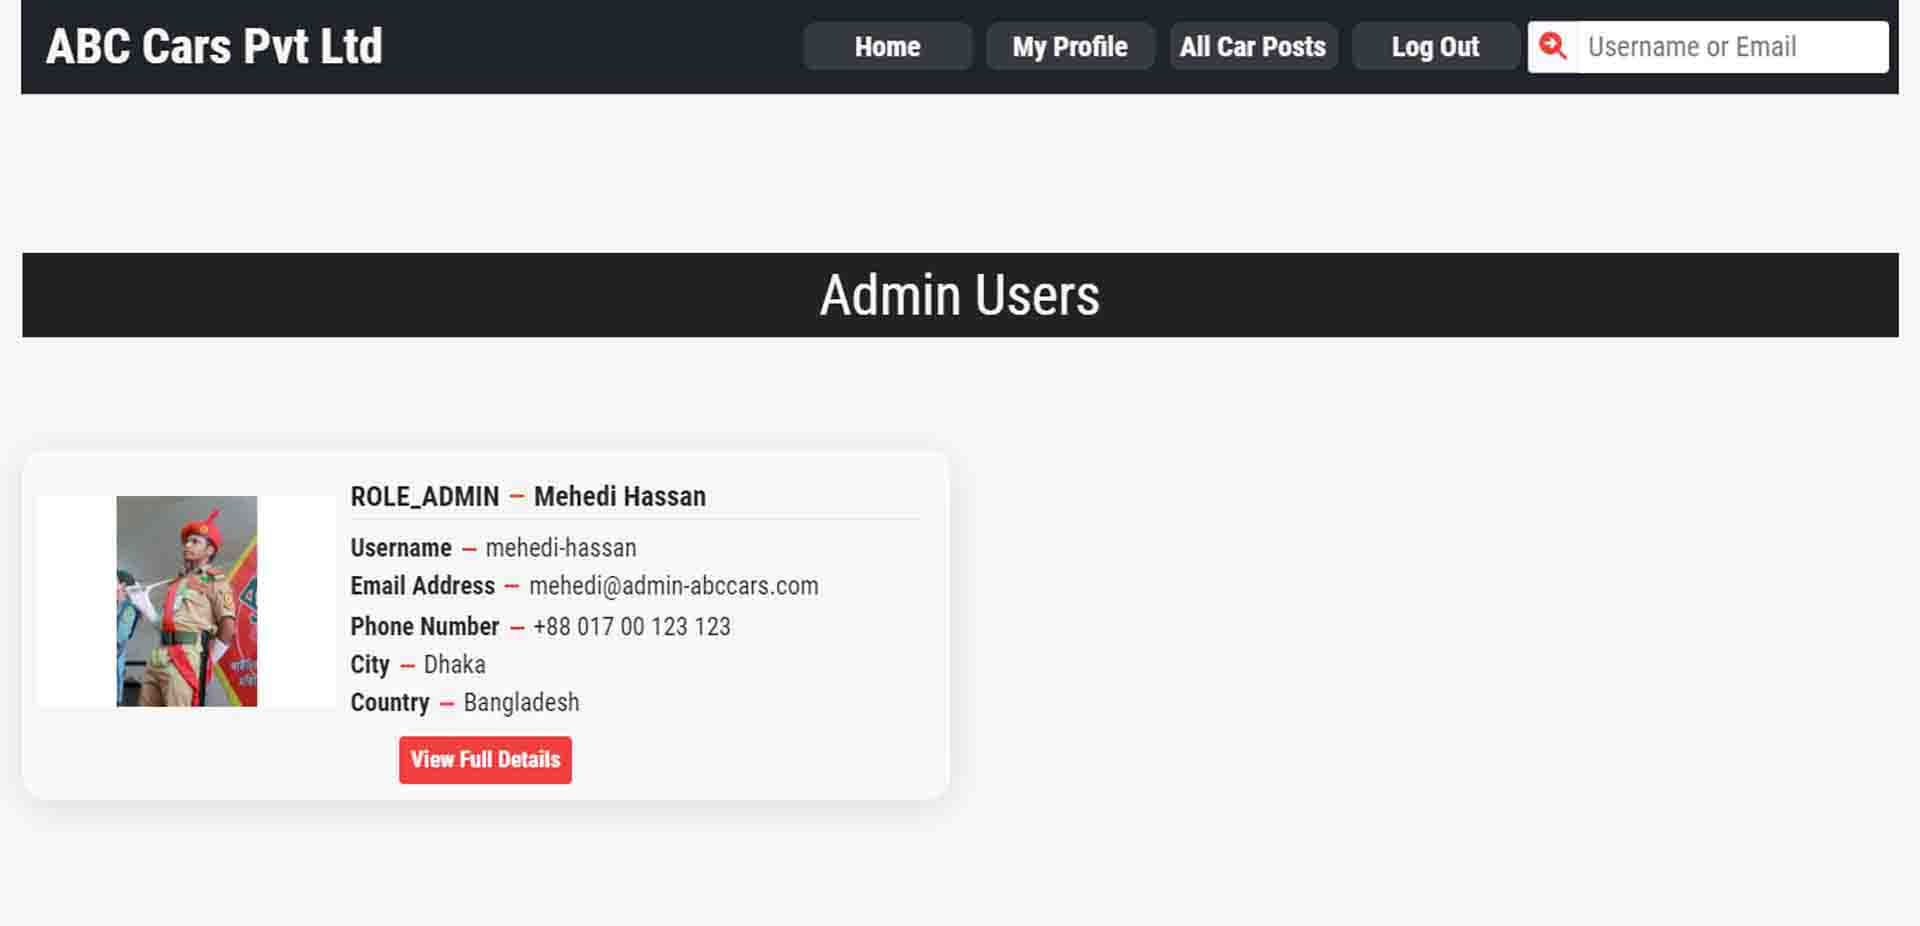 ABC Cars Pvt Ltd
Home
My Profile
All Car Posts
Log Out
Username or Email
Admin Users
ROLE_ADMIN — Mehedi Hassan
Username — mehedi-hassan
Email Address — mehedi@admin-abccars.com
Phone Number — +88 017 00 123 123
City — Dhaka
Country — Bangladesh
View Full Details